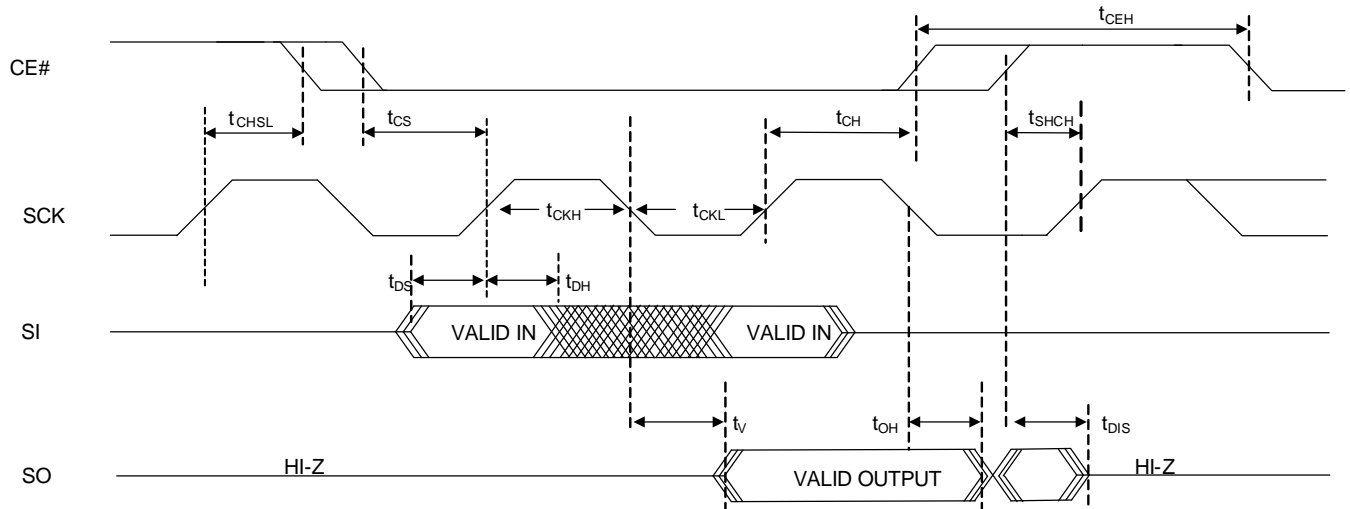 tCEH
CE#
tCHSL
tCS
tCH
tSHCH
SCK
tCKH
tCKL
tDS
tDH
SI
VALID IN
VALID IN
tV
tOH
tDIS
SO
HI-Z
VALID OUTPUT
HI-Z